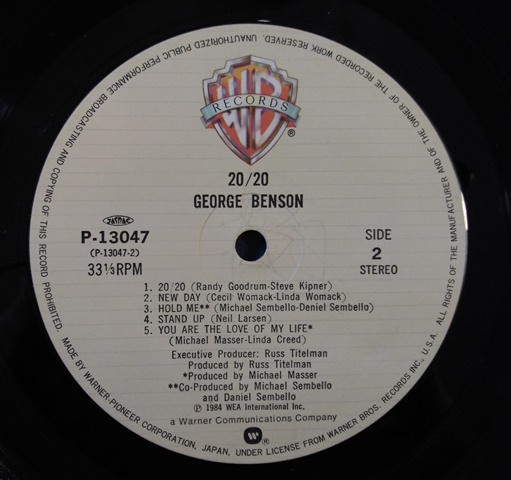 UNAUTHORIZED PUBLIC PERFORMANCE BROADCASTING AND COPYING OF THIS RECORD PROHIBITED.
ALL RIGHTS OF THE MANUFACTURER AND OF THE OWNER OF THE RECORDED WORK RESERVED.
WB
RECORDS
®
20/20
GEORGE BENSON
JASRAC
P-13047
(P-13047-2)
33⅓RPM
SIDE
2
STEREO
1. 20/20 (Randy Goodrum-Steve Kipner)
2. NEW DAY (Cecil Womack-Linda Womack)
3. HOLD ME** (Michael Sembello-Deniel Sembello)
4. STAND UP (Neil Larsen)
5. YOU ARE THE LOVE OF MY LIFE*
(Michael Masser-Linda Creed)
Executive Producer: Russ Titelman
Produced by Russ Titelman
*Produced by Michael Masser
**Co-Produced by Michael Sembello
and Daniel Sembello
℗ 1984 WEA International Inc.
a Warner Communications Company
®
MADE BY WARNER-PIONEER CORPORATION, JAPAN, UNDER LICENSE FROM WARNER BROS. RECORDS INC., U.S.A.